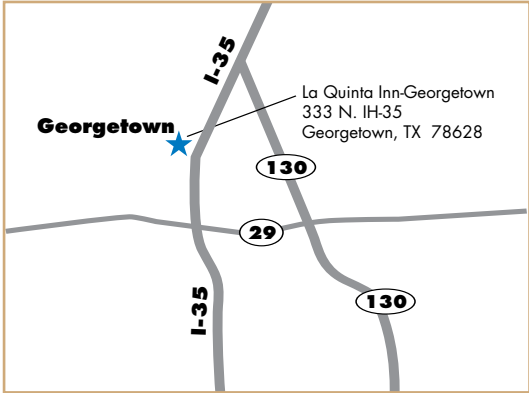 I-35
La Quinta Inn-Georgetown
333 N. IH-35
Georgetown, TX 78628
Georgetown
130
29
I-35
130